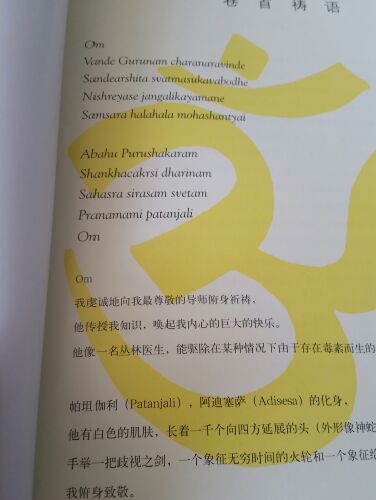 卷首祷语
Om
Vande Gurunam charanaravinde
Sandearshita svatmasukavabodhe
Nishreyase jangalikayamane
Samsara halahala mohashantyai
Abahu Purushakaram
Shankhacakrsi dharinam
Sahasra sirasam svetam
Pranamami patanjali
Om
Om
我虔诚地向我最尊敬的导师俯身祈祷，
他传授我知识，唤起我内心的巨大的快乐。
他像一名丛林医生，能驱除在某种情况下由于存在毒素而生的
帕坦伽利（Patanjali），阿迪塞萨（Adisesa）的化身，
他有白色的肌肤，长着一千个向四方延展的头（外形像神蛇
手举一把歧视之剑，一个象征无穷时间的火轮和一个象征
我俯身致敬。